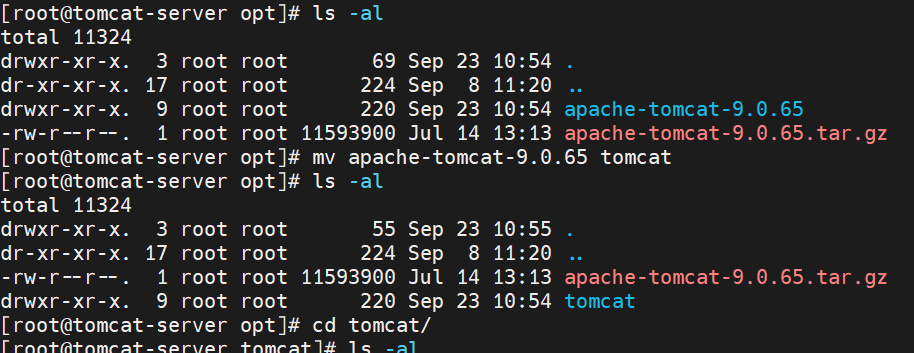 [root@tomcat-server opt]# ls -al
total 11324
drwxr-xr-x.  3 root root       69 Sep 23 10:54 .
dr-xr-xr-x. 17 root root      224 Sep  8 11:20 ..
drwxr-xr-x.  9 root root      220 Sep 23 10:54 apache-tomcat-9.0.65
-rw-r--r--.  1 root root 11593900 Jul 14 13:13 apache-tomcat-9.0.65.tar.gz
[root@tomcat-server opt]# mv apache-tomcat-9.0.65 tomcat
[root@tomcat-server opt]# ls -al
total 11324
drwxr-xr-x.  3 root root       55 Sep 23 10:55 .
dr-xr-xr-x. 17 root root      224 Sep  8 11:20 ..
-rw-r--r--.  1 root root 11593900 Jul 14 13:13 apache-tomcat-9.0.65.tar.gz
drwxr-xr-x.  9 root root      220 Sep 23 10:54 tomcat
[root@tomcat-server opt]# cd tomcat/
[root@tomcat-server tomcat]# ls -al